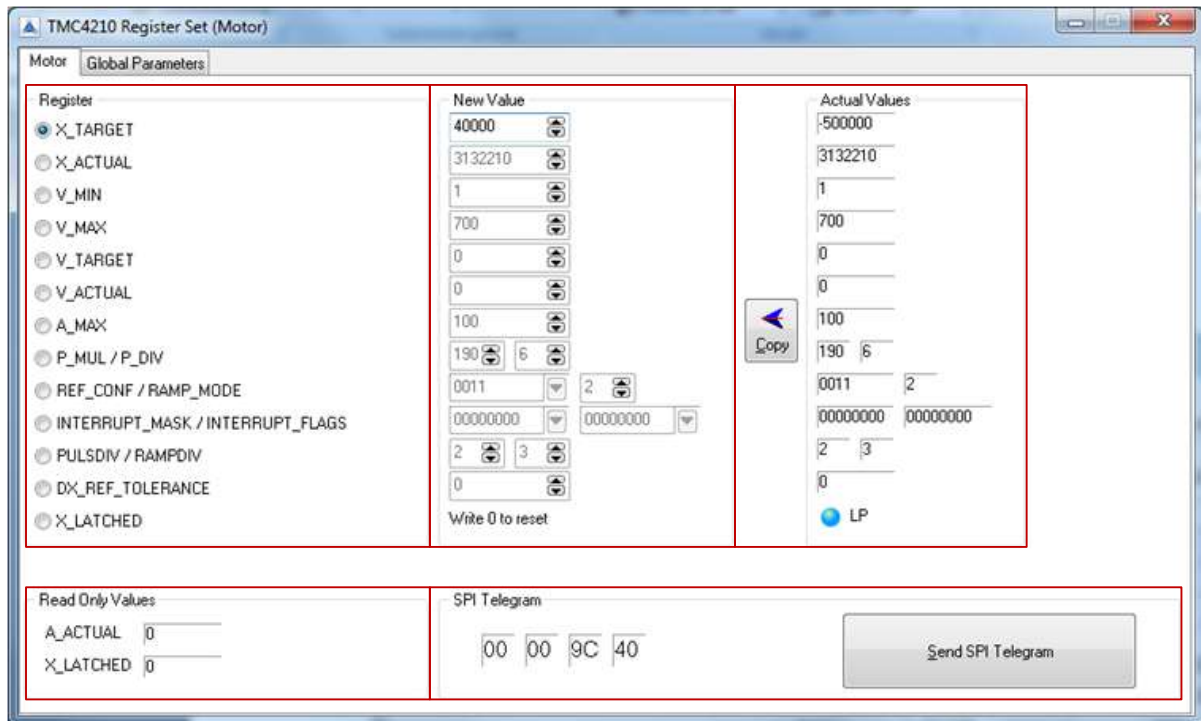 TMC4210 Register Set (Motor)
Motor Global Parameters
Register New Value Actual Values
X_TARGET 40000 -500000
X_ACTUAL 3132210 3132210
V_MIN 1 1
V_MAX 700 700
V_TARGET 0 0
V_ACTUAL 0 0
A_MAX 100 100
Copy
P_MUL / P_DIV 190 6 190 6
REF_CONF / RAMP_MODE 0011 2 0011 2
INTERRUPT_MASK / INTERRUPT_FLAGS 00000000 00000000 00000000 00000000
PULSDIV / RAMPDIV 2 3 2 3
DX_REF_TOLERANCE 0 0
X_LATCHED Write 0 to reset LP
Read Only Values SPI Telegram
A_ACTUAL 0
X_LATCHED 0
00 00 9C 40 Send SPI Telegram